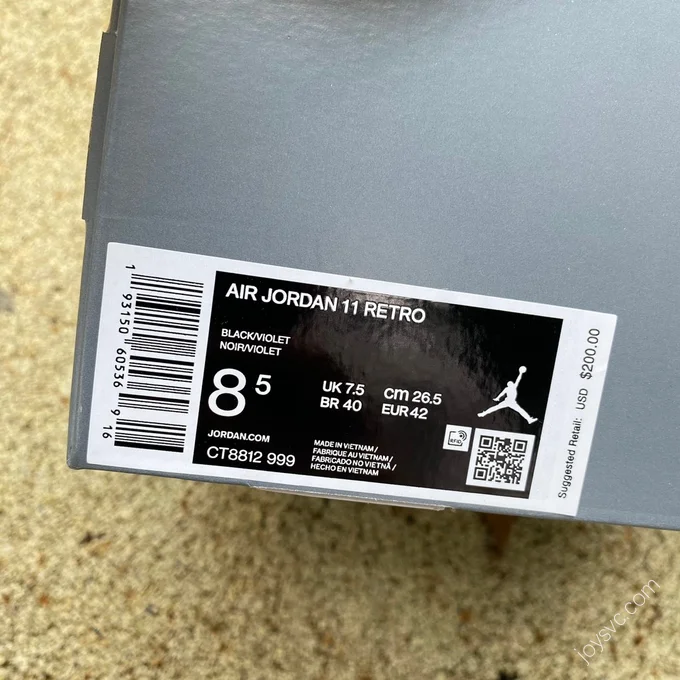 AIR JORDAN 11 RETRO
BLACK/VIOLET
NOIR/VIOLET
8 5
UK 7.5 cm 26.5
BR 40 EUR 42
JORDAN.COM
CT8812 999
MADE IN VIETNAM /
FABRIQUE AU VIETNAM /
FABRICADO NO VIETNÃ /
HECHO EN VIETNAM
RFID
1 93150 60536 9 16
Suggested Retail: USD $200.00
joysvc.com